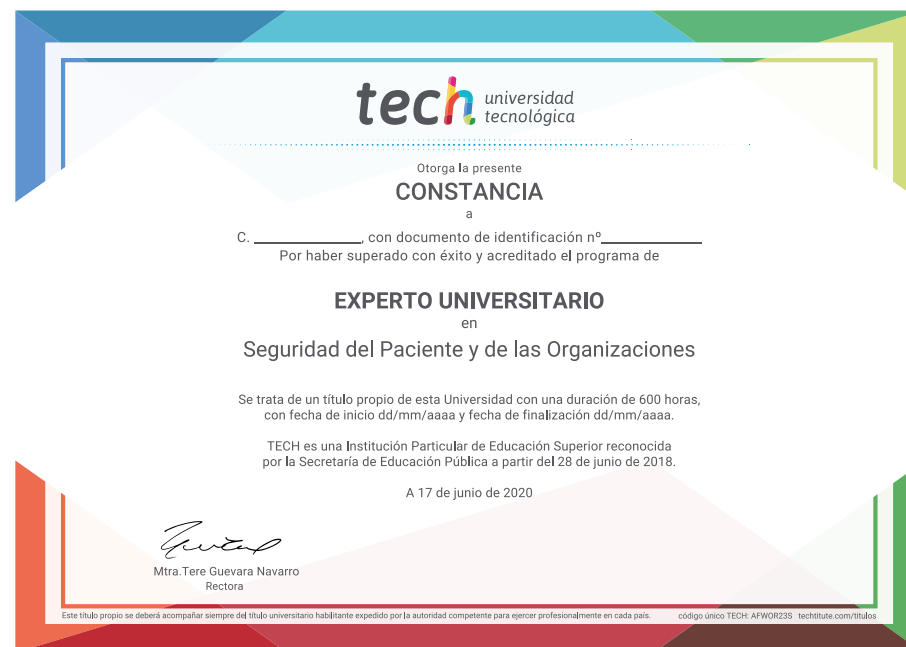 tech universidad
tecnológica
Otorga la presente
CONSTANCIA
a
C. ____________, con documento de identificación nº____________
Por haber superado con éxito y acreditado el programa de
EXPERTO UNIVERSITARIO
en
Seguridad del Paciente y de las Organizaciones
Se trata de un título propio de esta Universidad con una duración de 600 horas,
con fecha de inicio dd/mm/aaaa y fecha de finalización dd/mm/aaaa.
TECH es una Institución Particular de Educación Superior reconocida
por la Secretaría de Educación Pública a partir del 28 de junio de 2018.
A 17 de junio de 2020
Mtra.Tere Guevara Navarro
Rectora
Este título propio se deberá acompañar siempre del título universitario habilitante expedido por la autoridad competente para ejercer profesionalmente en cada país. código único TECH: AFWOR23S techtitute.com/titulos